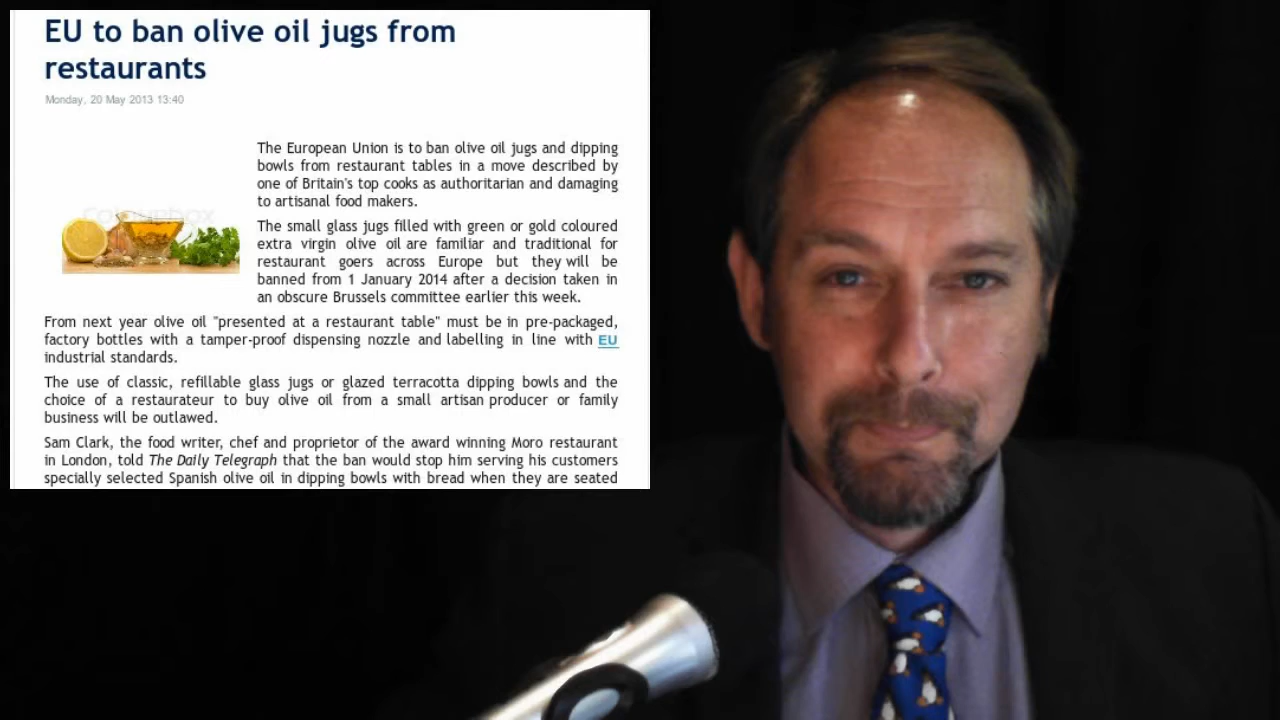 EU to ban olive oil jugs from
restaurants
Monday, 20 May 2013 13:40
The European Union is to ban olive oil jugs and dipping
bowls from restaurant tables in a move described by
one of Britain's top cooks as authoritarian and damaging
to artisanal food makers.
colourbox
The small glass jugs filled with green or gold coloured
extra virgin olive oil are familiar and traditional for
restaurant goers across Europe but they will be
banned from 1 January 2014 after a decision taken in
an obscure Brussels committee earlier this week.
From next year olive oil "presented at a restaurant table" must be in pre-packaged,
factory bottles with a tamper-proof dispensing nozzle and labelling in line with EU
industrial standards.
The use of classic, refillable glass jugs or glazed terracotta dipping bowls and the
choice of a restaurateur to buy olive oil from a small artisan producer or family
business will be outlawed.
Sam Clark, the food writer, chef and proprietor of the award winning Moro restaurant
in London, told The Daily Telegraph that the ban would stop him serving his customers
specially selected Spanish olive oil in dipping bowls with bread when they are seated